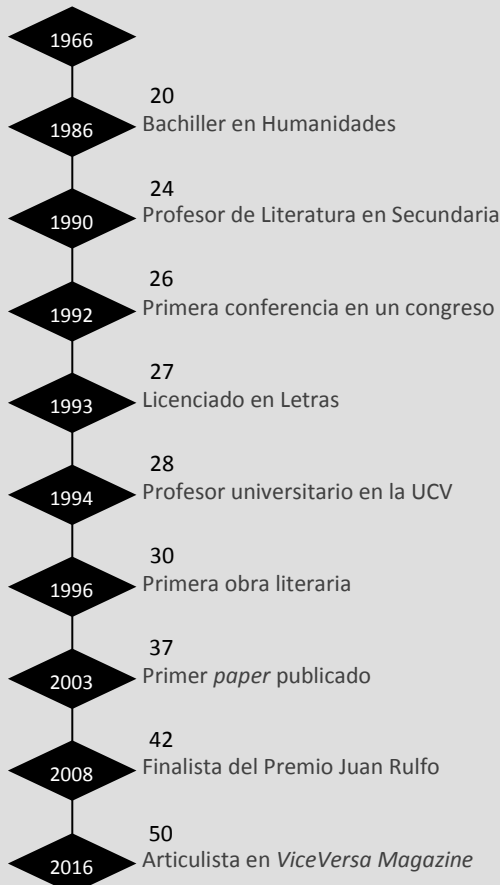 1966
20
1986 Bachiller en Humanidades
24
1990 Profesor de Literatura en Secundaria
26
1992 Primera conferencia en un congreso
27
1993 Licenciado en Letras
28
1994 Profesor universitario en la UCV
30
1996 Primera obra literaria
37
2003 Primer paper publicado
42
2008 Finalista del Premio Juan Rulfo
50
2016 Articulista en ViceVersa Magazine